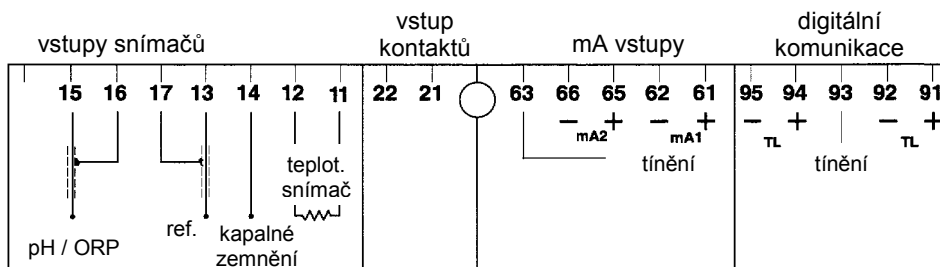 vstupy snímačů
vstup
kontaktů
mA vstupy
digitální
komunikace
15 16 17 13 14 12 11 22 21 63 66 65 62 61 95 94 93 92 91
− mA2 + − mA1 + − TL + − TL +
teplot.
snímač
tínění
tínění
pH / ORP
ref.
kapalné
zemnění